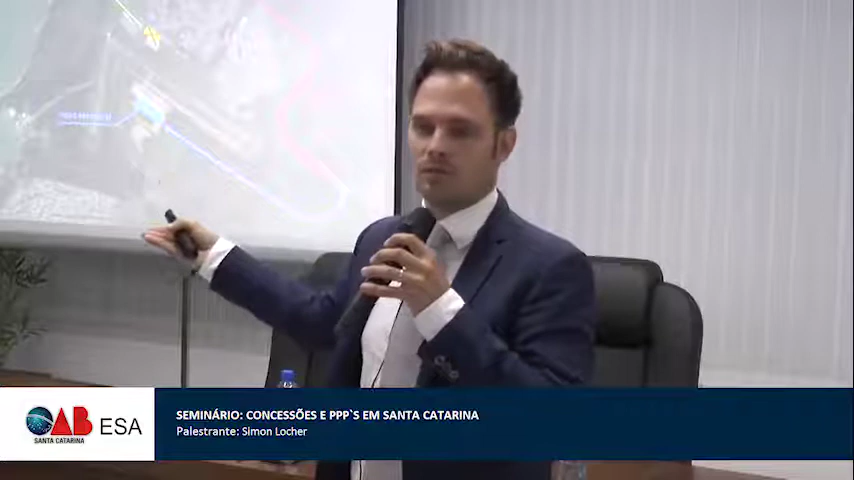 SEMINÁRIO: CONCESSÕES E PPP`S EM SANTA CATARINA
Palestrante: Simon Locher
OAB ESA
SANTA CATARINA